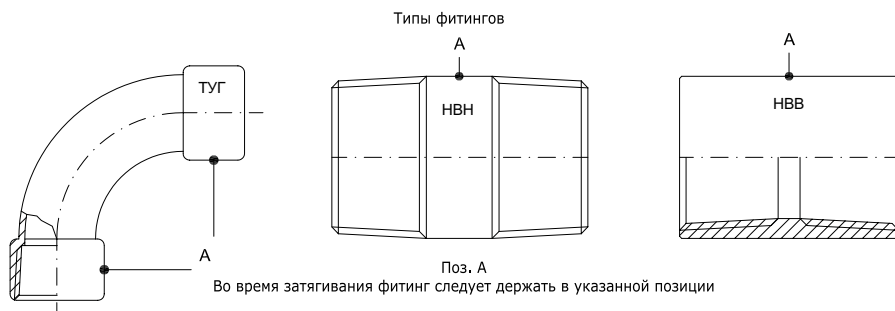 Типы фитингов
А
А
ТУГ
НВН
НВВ
А
Поз. А
Во время затягивания фитинг следует держать в указанной позиции